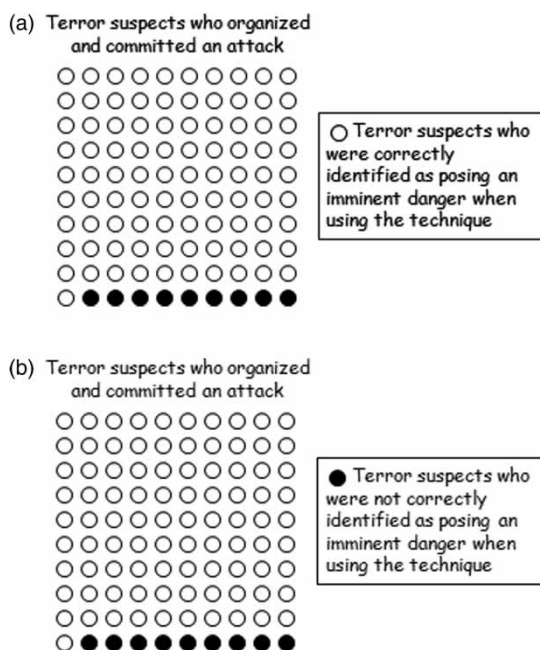 (a) Terror suspects who organized
and committed an attack
Terror suspects who
were correctly
identified as posing an
imminent danger when
using the technique
(b) Terror suspects who organized
and committed an attack
Terror suspects who
were not correctly
identified as posing an
imminent danger when
using the technique